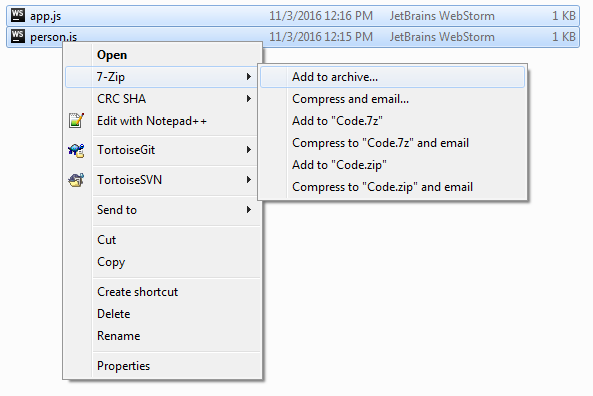 WS app.js 11/3/2016 12:16 PM JetBrains WebStorm 1 KB
WS person.js 11/3/2016 12:15 PM JetBrains WebStorm 1 KB
Open
7-Zip
CRC SHA
Edit with Notepad++
TortoiseGit
TortoiseSVN
Send to
Cut
Copy
Create shortcut
Delete
Rename
Properties
Add to archive...
Compress and email...
Add to "Code.7z"
Compress to "Code.7z" and email
Add to "Code.zip"
Compress to "Code.zip" and email